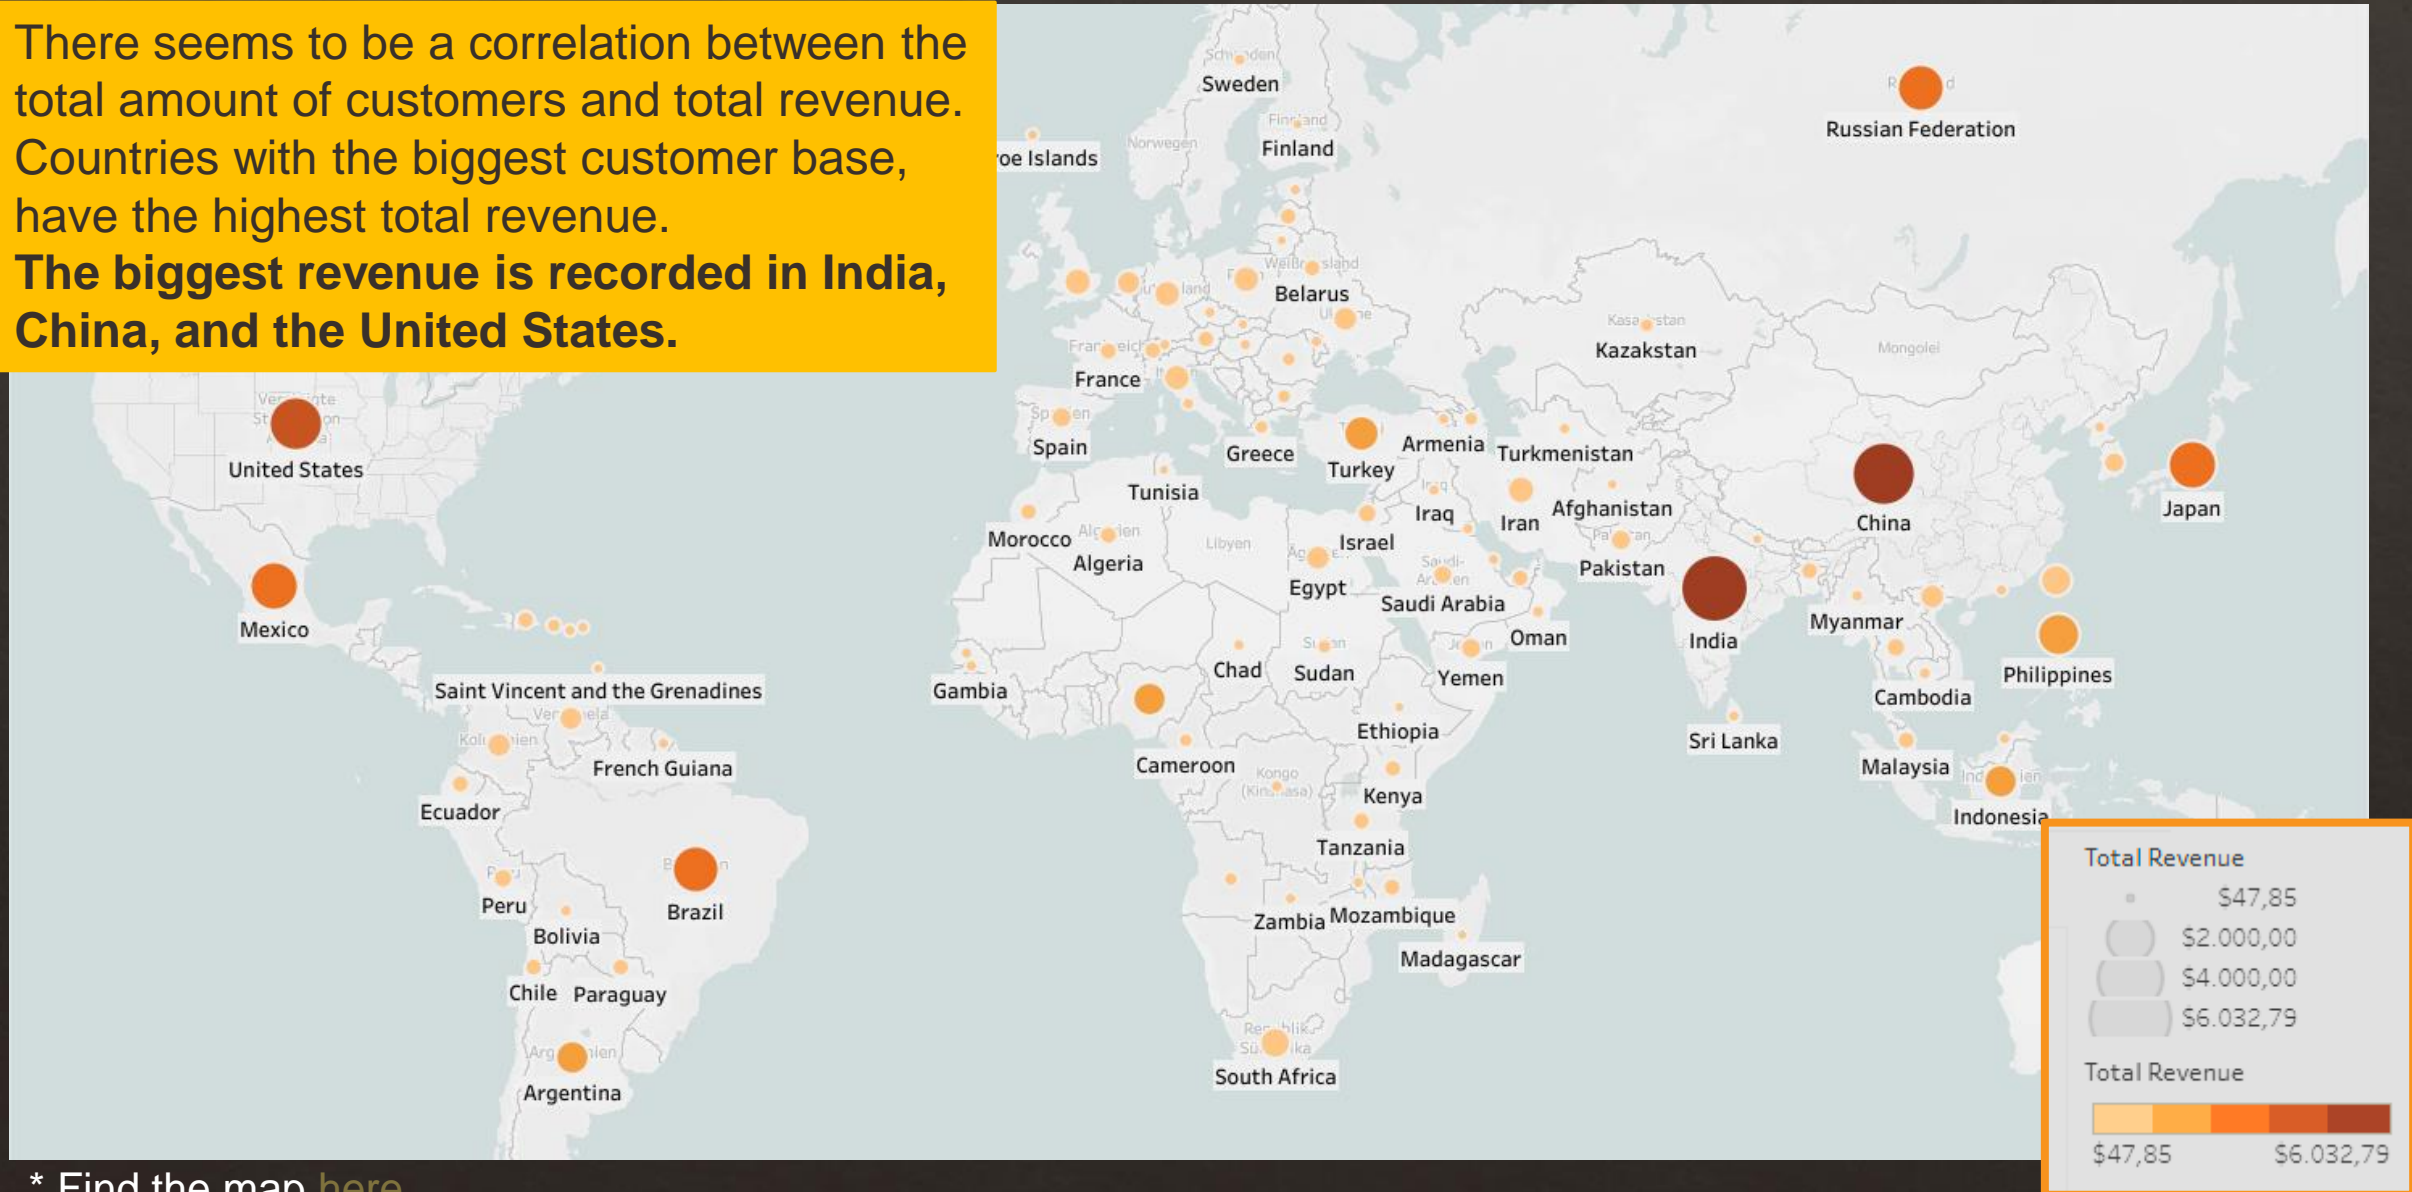 There seems to be a correlation between the
total amount of customers and total revenue.
Countries with the biggest customer base,
have the highest total revenue.
The biggest revenue is recorded in India,
China, and the United States.
Sweden
Finland
Norwegen
oe Islands
Russian Federation
Belarus
Kazakstan
Mongolei
France
Spain
Greece
Turkey
Armenia
Turkmenistan
United States
Tunisia
Morocco
Algeria
Libyen
Egypt
Israel
Iraq
Iran
Afghanistan
Pakistan
China
Japan
Saudi Arabia
Oman
Yemen
India
Myanmar
Philippines
Cambodia
Sri Lanka
Malaysia
Indonesia
Mexico
Saint Vincent and the Grenadines
French Guiana
Ecuador
Peru
Brazil
Bolivia
Chile
Paraguay
Argentina
Gambia
Chad
Sudan
Ethiopia
Cameroon
Kongo
Kenya
Tanzania
Zambia
Mozambique
Madagascar
South Africa
Total Revenue
$47,85
$2.000,00
$4.000,00
$6.032,79
Total Revenue
$47,85 $6.032,79
* Find the map here